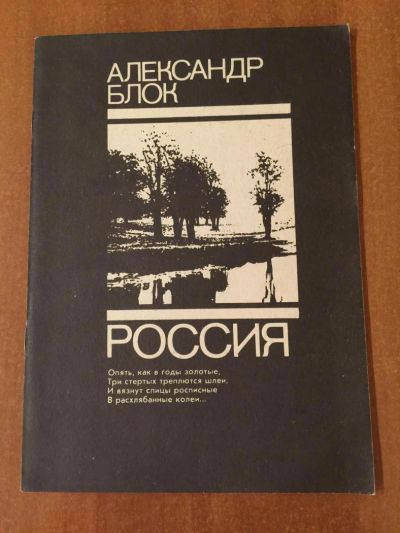 АЛЕКСАНДР
БЛОК
РОССИЯ
Опять, как в годы золотые,
Три стертых треплются шлеи,
И вязнут спицы росписные
В расхлябанные колеи...